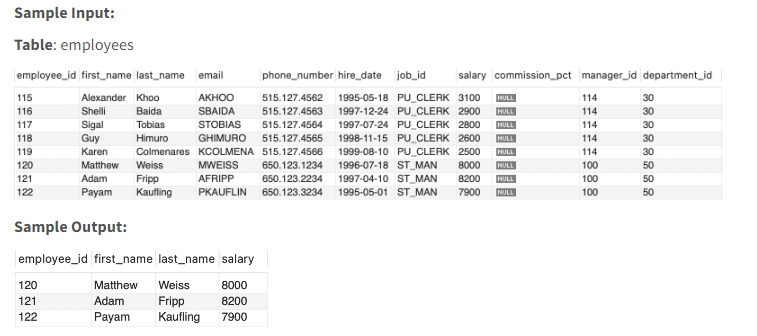 Sample Input:
Table: employees
employee_id first_name last_name email phone_number hire_date job_id salary commission_pct manager_id department_id
115 Alexander Khoo AKHOO 515.127.4562 1995-05-18 PU_CLERK 3100 NULL 114 30
116 Shelli Baida SBAIDA 515.127.4563 1997-12-24 PU_CLERK 2900 NULL 114 30
117 Sigal Tobias STOBIAS 515.127.4564 1997-07-24 PU_CLERK 2800 NULL 114 30
118 Guy Himuro GHIMURO 515.127.4565 1998-11-15 PU_CLERK 2600 NULL 114 30
119 Karen Colmenares KCOLMENA 515.127.4566 1999-08-10 PU_CLERK 2500 NULL 114 30
120 Matthew Weiss MWEISS 650.123.1234 1996-07-18 ST_MAN 8000 NULL 100 50
121 Adam Fripp AFRIPP 650.123.2234 1997-04-10 ST_MAN 8200 NULL 100 50
122 Payam Kaufling PKAUFLIN 650.123.3234 1995-05-01 ST_MAN 7900 NULL 100 50
Sample Output:
employee_id first_name last_name salary
120 Matthew Weiss 8000
121 Adam Fripp 8200
122 Payam Kaufling 7900